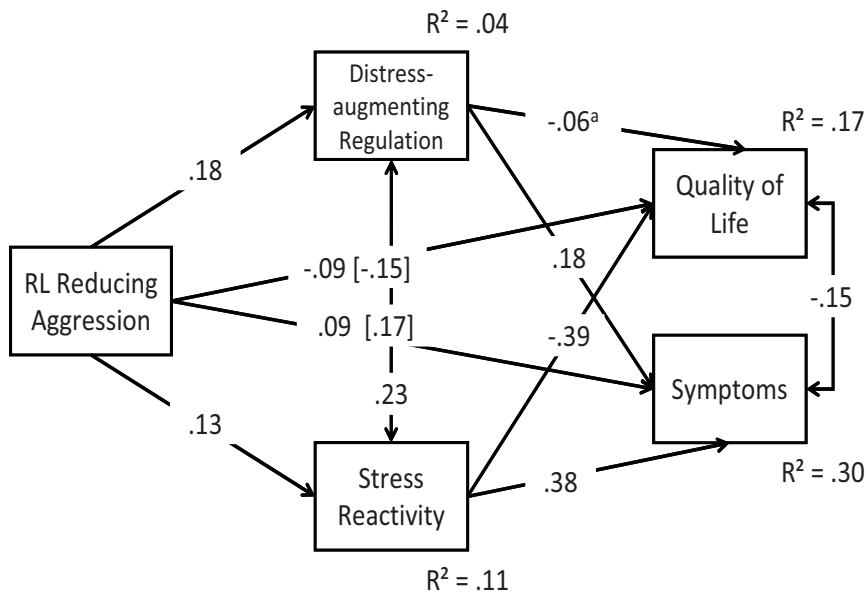 R² = .04
Distress-
augmenting
Regulation
-.06ᵃ
R² = .17
Quality of
Life
.18
-.09 [-.15]
.18
RL Reducing
Aggression
-.15
.09 [.17]
-.39
Symptoms
.23
.13
Stress
Reactivity
.38
R² = .30
R² = .11